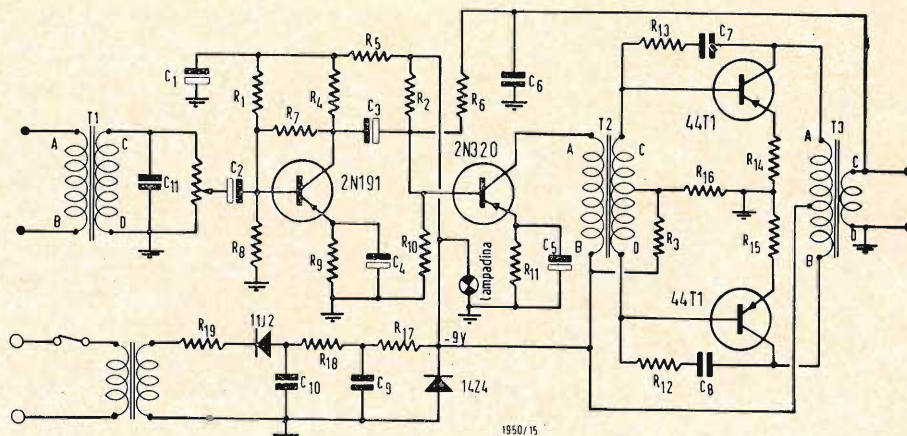 R5
R13
C7
C1
R1
R4
R2
R6
C6
T1
R7
C3
T2
44T1
T3
A
C
2N320
A
C
A
C
C2
2N191
R14
C11
R16
B
D
R8
R9
C4
R10
Lampadina
R11
C5
B
D
R3
R15
B
D
44T1
R19
11J2
R18
R17
-9V
C10
C9
1424
R12
C8
1950/15